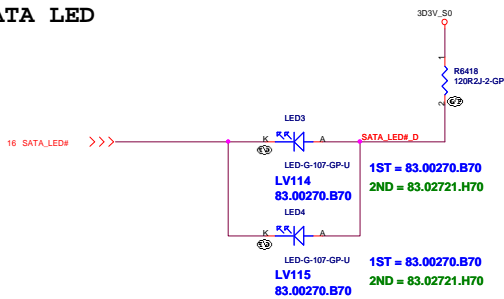 ATA LED
3D3V_S0
1
R6418
120R2J-2-GP
2
LED3
16 SATA_LED#
K
A
SATA_LED#_D
LED-G-107-GP-U
1ST = 83.00270.B70
LV114
2ND = 83.02721.H70
83.00270.B70
LED4
K
A
LED-G-107-GP-U
1ST = 83.00270.B70
LV115
2ND = 83.02721.H70
83.00270.B70